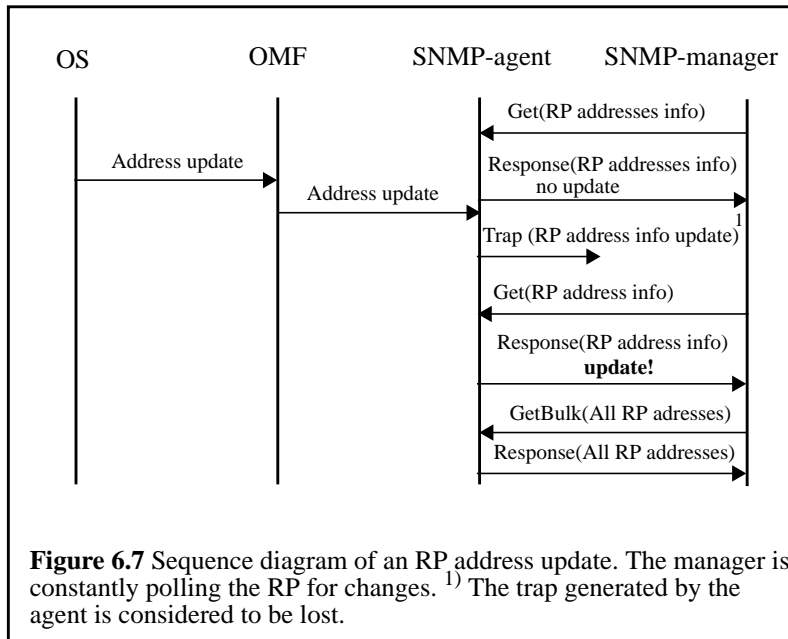 OS OMF SNMP-agent SNMP-manager
Get(RP addresses info)
Address update
Response(RP addresses info)
no update
Address update
1
Trap (RP address info update)
Get(RP address info)
Response(RP address info)
update!
GetBulk(All RP adresses)
Response(All RP addresses)
Figure 6.7 Sequence diagram of an RP address update. The manager is
constantly polling the RP for changes. 1) The trap generated by the
agent is considered to be lost.